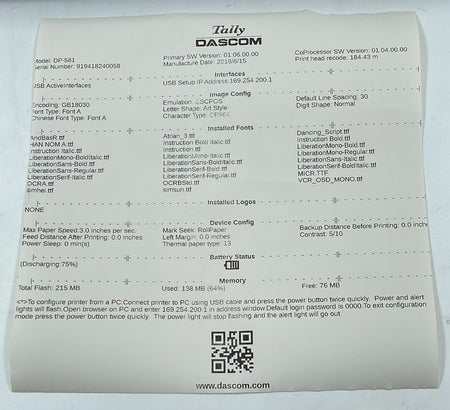 Tally
DASCOM
Model: DP-581 Primary SW Version: 01.06.00.00 CoProcessor SW Version: 01.04.00.00
Serial Number: 919418240058 Manufacture Date: 2018/6/15 Print head recode: 184.43 m
Interfaces
USB ActiveInterfaces USB Setup IP Address:169.254.200.1
Image Config
Encoding: GB18030 Emulation: ESCPOS Default Line Spacing: 30
Font Type: Font A Letter Shape: Art Style Digit Shape: Normal
Chinese Font Type: Font A Character Type: CP864
Installed Fonts
AndBasR.ttf Atrian_3.ttf Dancing_Script.ttf
HAN NOM A.ttf Instruction Bold Italic.ttf Instruction Bold.ttf
Instruction Italic.ttf Instruction.ttf LiberationMono-Bold.ttf
LiberationMono-BoldItalic.ttf LiberationMono-Italic.ttf LiberationMono-Regular.ttf
LiberationSans-Bold.ttf LiberationSans-BoldItalic.ttf LiberationSans-Italic.ttf
LiberationSans-Regular.ttf LiberationSerif-Bold.ttf LiberationSerif-BoldItalic.ttf
LiberationSerif-Italic.ttf LiberationSerif-Regular.ttf MICR.TTF
OCRA.ttf OCRBStd.ttf VCR_OSD_MONO.ttf
simhei.ttf simsun.ttf
Installed Logos
NONE
Device Config
Max Paper Speed:3.0 inches per sec. Mark Seek: RollPaper Backup Distance Before Printing: 0.0 inches
Feed Distance After Printing: 0.0 inches Left Margin: 0.0 inches Contrast: 5/10
Power Sleep: 0 min(s) Thermal paper type: 13
Battery Status
(Discharging:75%)
Memory
Total Flash: 215 MB Used: 138 MB (64%) Free: 76 MB
<*>To configure printer from a PC:Connect printer to PC using USB cable and press the power button twice quickly. Power and alert
lights will flash.Open browser on PC and enter 169.254.200.1 in address window.Default login password is 0000.To exit configuration
mode press the power button twice quickly. The power light will stop flashing and the alert light will go out.
www.dascom.com